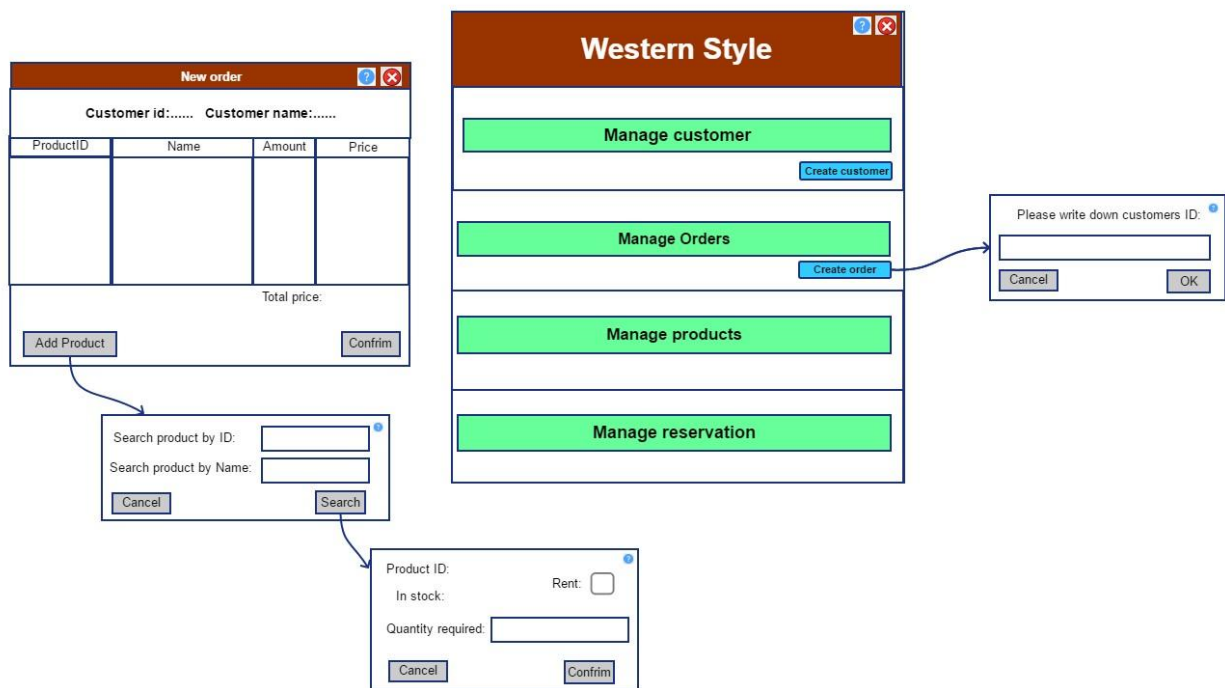 Western Style
Manage customer
Create customer
Manage Orders
Create order
Manage products
Manage reservation
New order
Customer id:...... Customer name:......
ProductID Name Amount Price
Total price:
Add Product Confrim
Please write down customers ID:
Cancel OK
Search product by ID:
Search product by Name:
Cancel Search
Product ID:
Rent:
In stock:
Quantity required:
Cancel Confrim